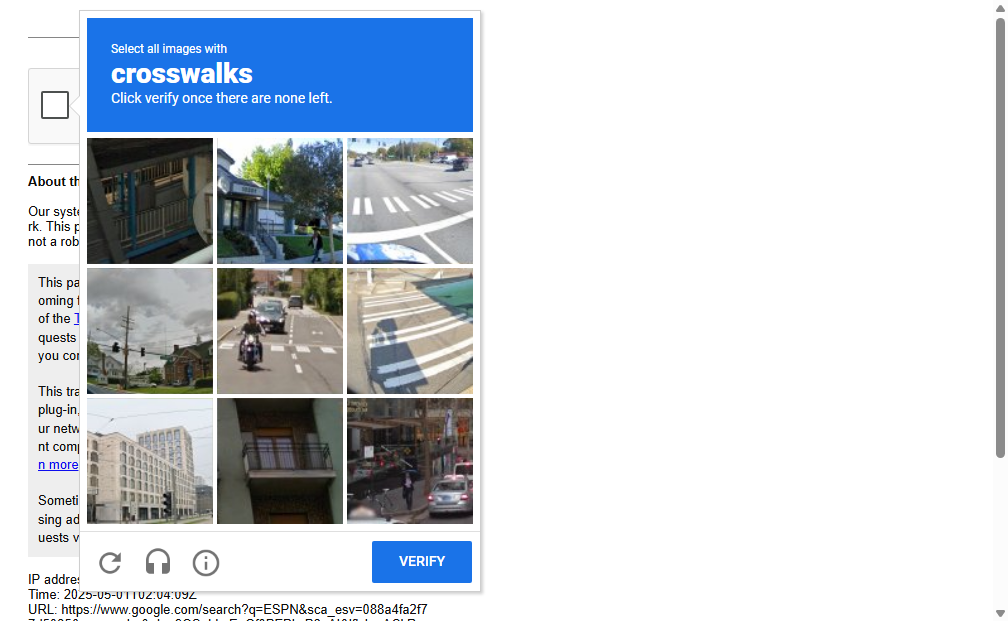 Select all images with
crosswalks
Click verify once there are none left.
About th
Our syste
rk. This p
not a rob
This pa
oming f
of the T
quests
you cor
This tra
plug-in,
ur netw
nt comp
n more
Someti
sing ad
uests v
VERIFY
IP addres
Time: 2025-05-01T02:04:09Z
URL: https://www.google.com/search?q=ESPN&sca_esv=088a4fa2f7